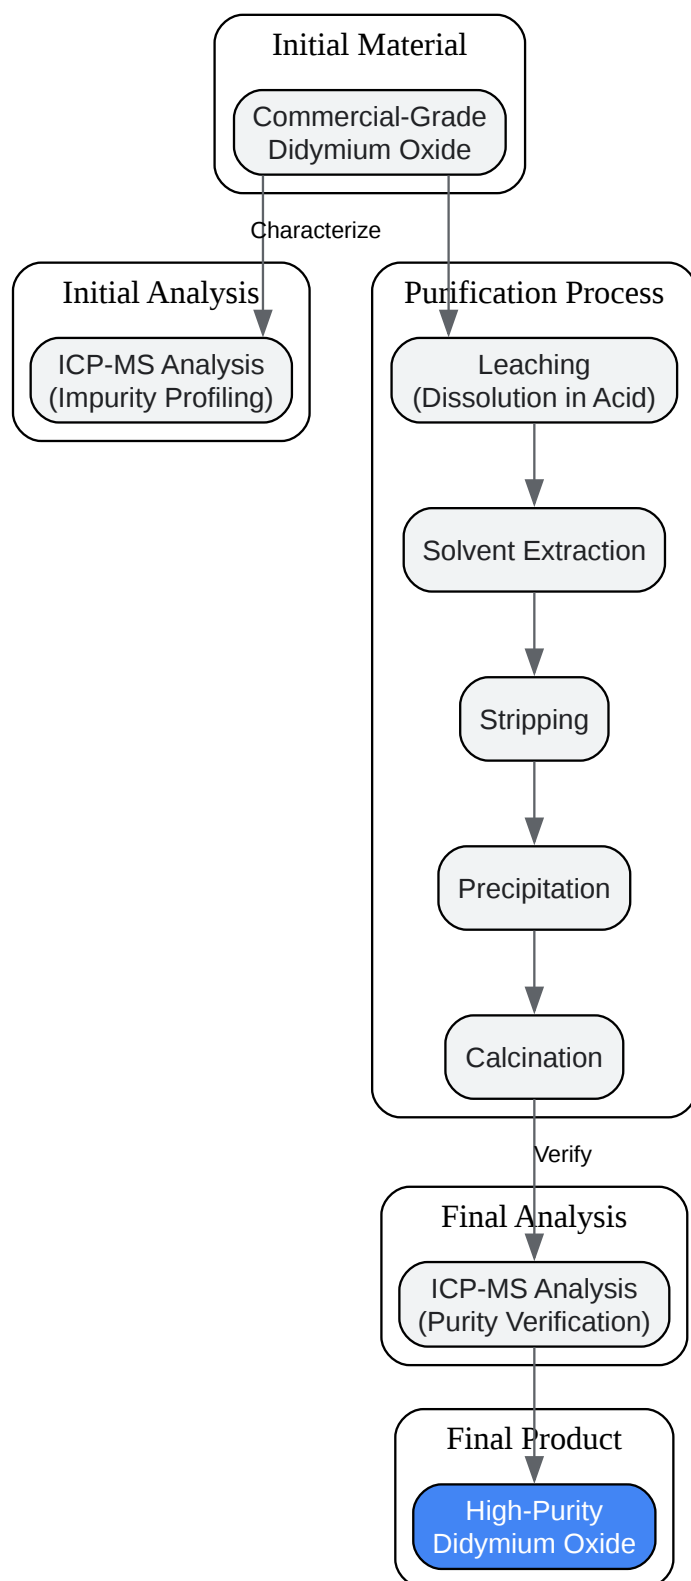 Initial Material
Commercial-Grade
Didymium Oxide
Characterize
Initial Analysis
ICP-MS Analysis
(Impurity Profiling)
Purification Process
Leaching
(Dissolution in Acid)
Solvent Extraction
Stripping
Precipitation
Calcination
Verify
Final Analysis
ICP-MS Analysis
(Purity Verification)
Final Product
High-Purity
Didymium Oxide